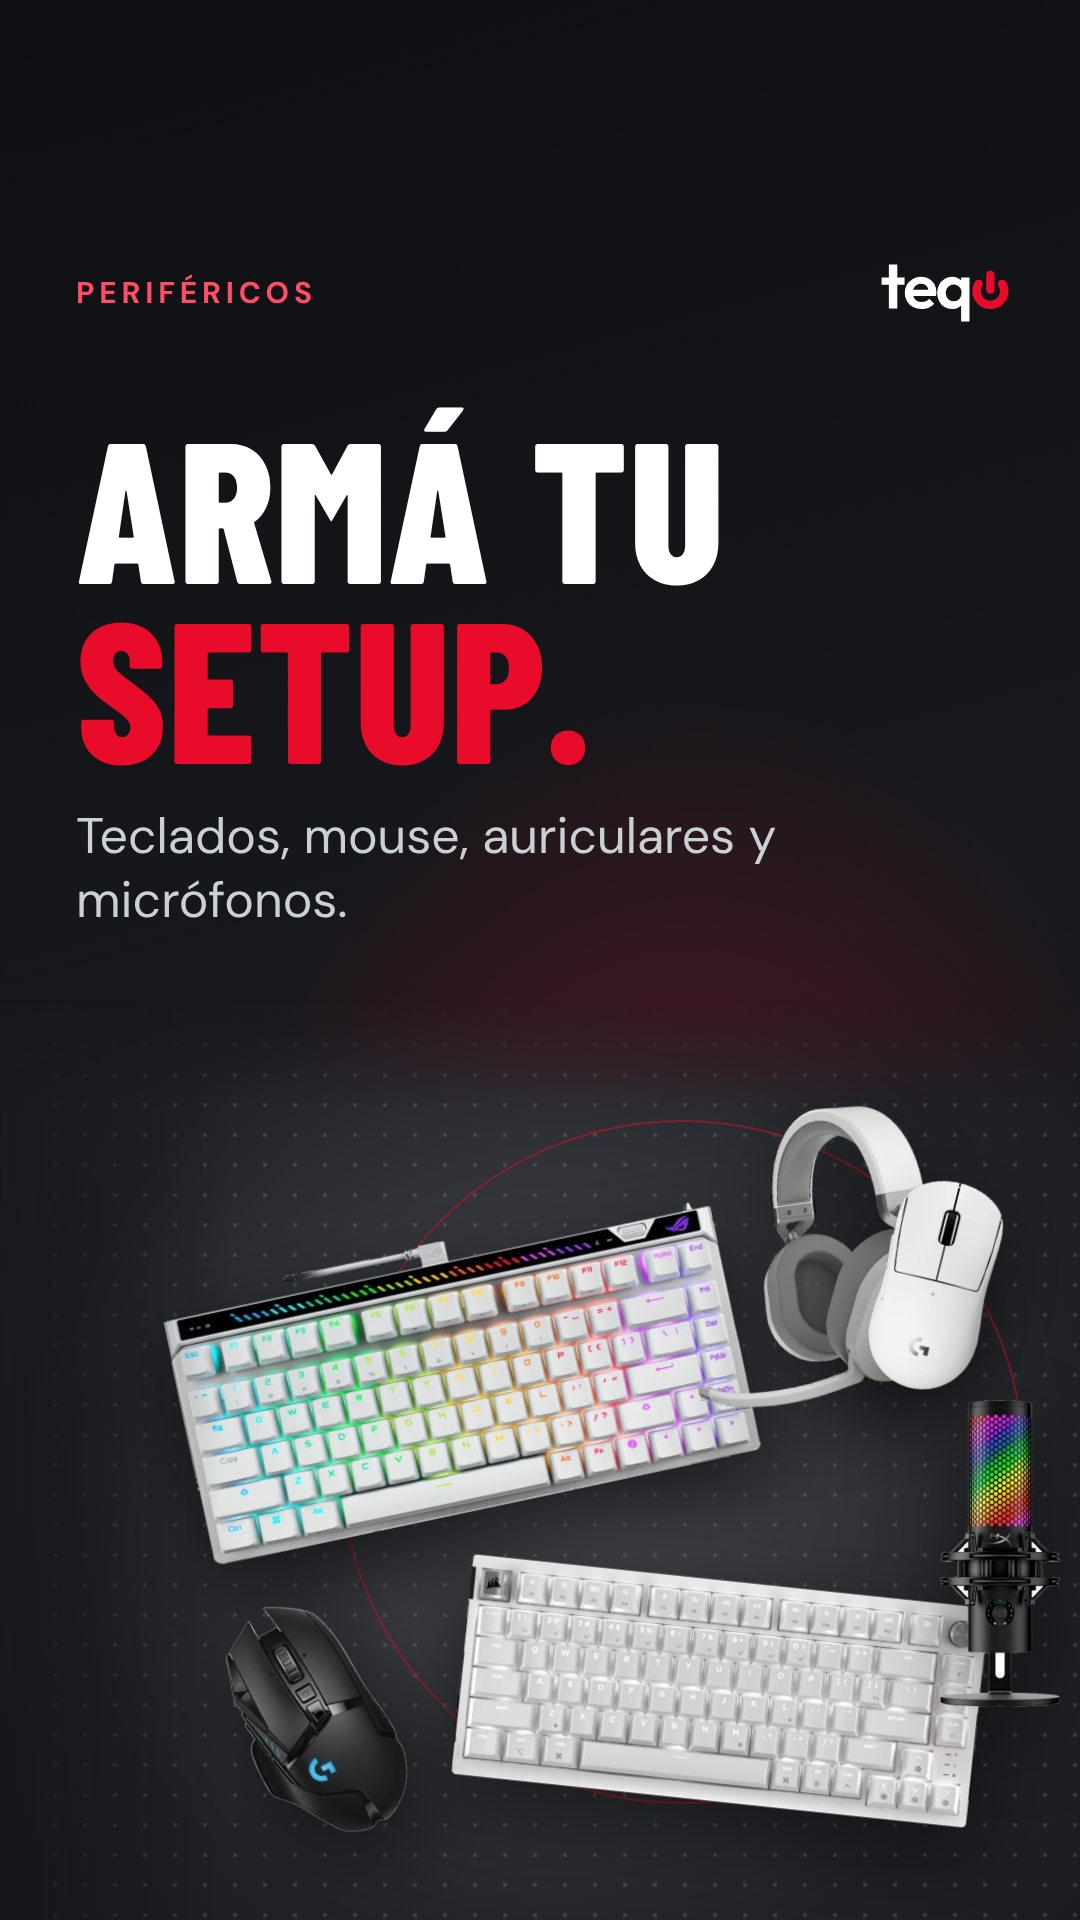 PERIFÉRICOS
teqo
ARMÁ TU
SETUP.
Teclados, mouse, auriculares y
micrófonos.